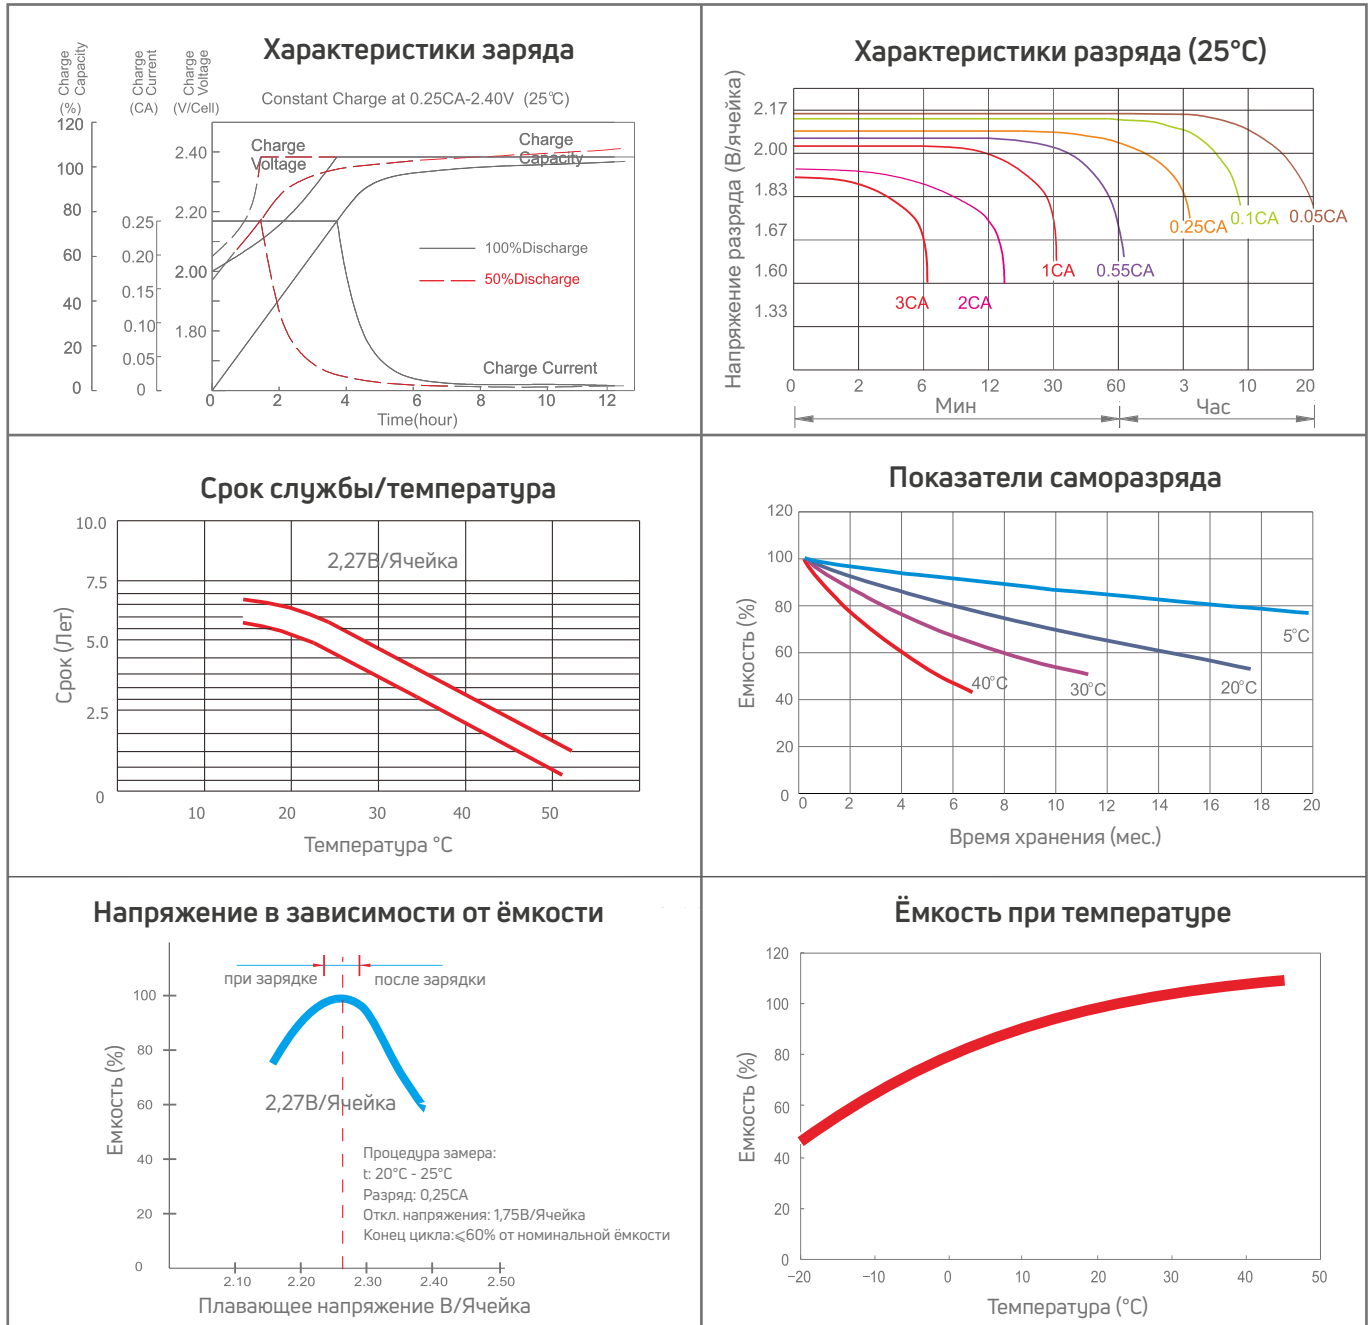 Характеристики заряда
Charge Capacity
Charge Current
Charge Voltage
(%) (CA) (V/Cell)
Constant Charge at 0.25CA-2.40V (25℃)
120
100
80
60
40
20
0
0.25
0.20
0.15
0.10
0.05
0
2.40
2.20
2.00
1.80
Charge
Voltage
Charge
Capacity
100%Discharge
50%Discharge
Charge Current
0 2 4 6 8 10 12
Time(hour)
Характеристики разряда (25°C)
Напряжение разряда (В/ячейка)
2.17
2.00
1.83
1.67
1.60
1.33
3CA
2CA
1CA
0.55CA
0.25CA
0.1CA
0.05CA
0 2 6 12 30 60 3 10 20
Мин Час
Срок службы/температура
Срок (Лет)
10.0
7.5
5.0
2.5
0
2,27В/Ячейка
10 20 30 40 50
Температура °C
Показатели саморазряда
Емкость (%)
120
100
80
60
40
20
0
5°C
20°C
30°C
40°C
0 2 4 6 8 10 12 14 16 18 20
Время хранения (мес.)
Напряжение в зависимости от ёмкости
при зарядке после зарядки
Емкость (%)
100
80
60
40
20
0
2,27В/Ячейка
Процедура замера:
t: 20°C - 25°C
Разряд: 0,25CA
Откл. напряжения: 1,75В/Ячейка
Конец цикла:⩽60% от номинальной ёмкости
2.10 2.20 2.30 2.40 2.50
Плавающее напряжение В/Ячейка
Ёмкость при температуре
Емкость (%)
120
100
80
60
40
20
0
−20 −10 0 10 20 30 40 50
Температура (°C)